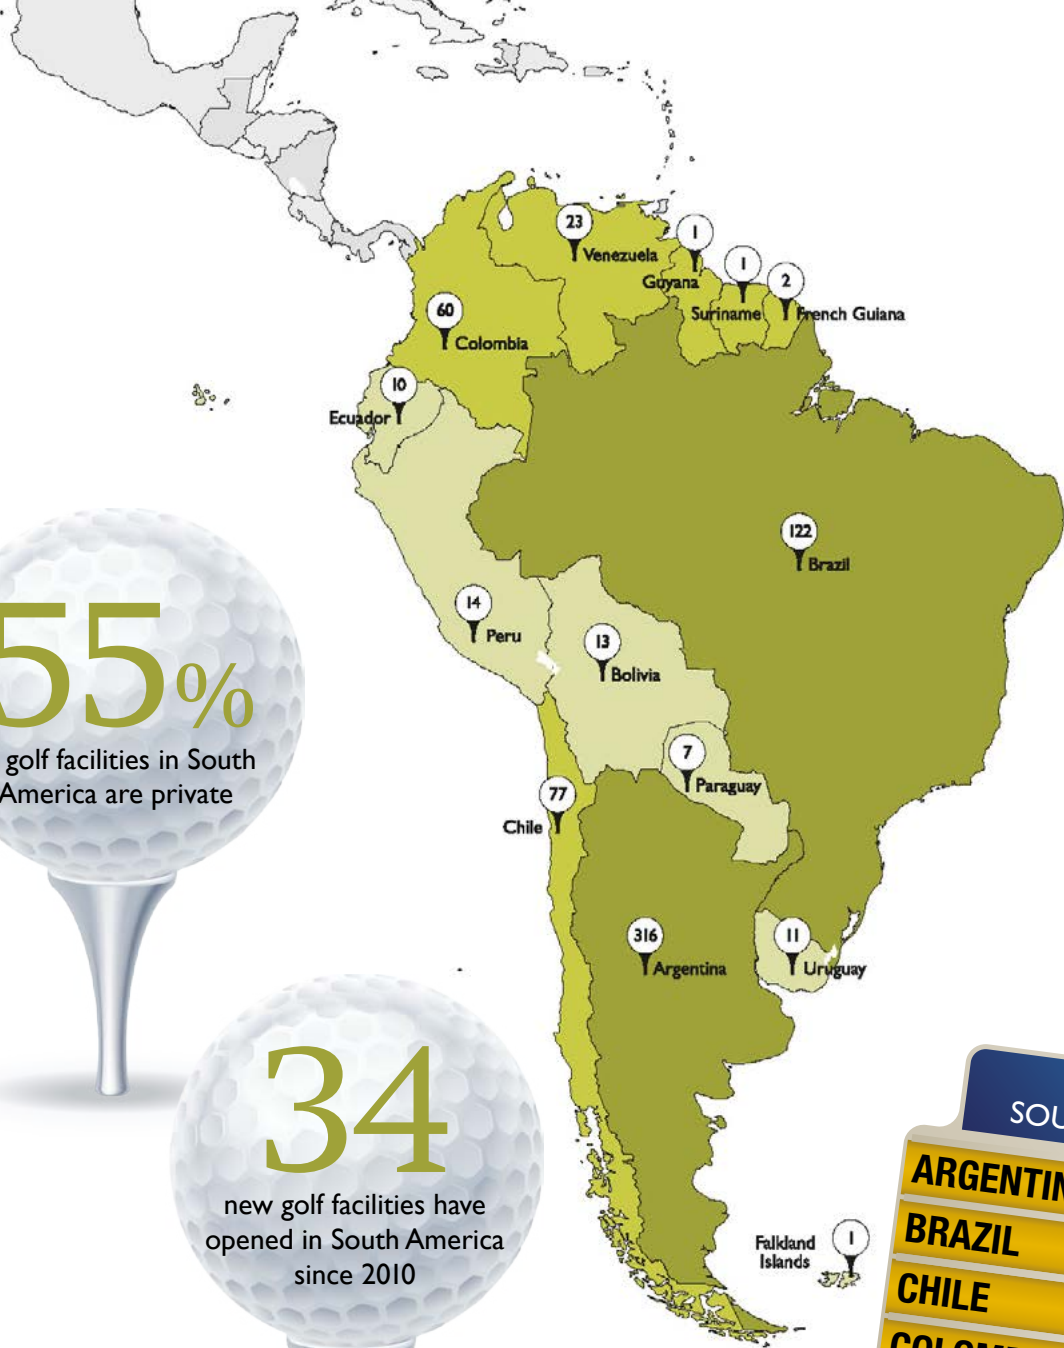 23
Venezuela
1
Guyana
1
Suriname
2
French Guiana
60
Colombia
10
Ecuador
122
Brazil
14
Peru
13
Bolivia
7
Paraguay
77
Chile
316
Argentina
11
Uruguay
1
Falkland
Islands
55%
golf facilities in South
America are private
34
new golf facilities have
opened in South America
since 2010
SOU
ARGENTIN
BRAZIL
CHILE